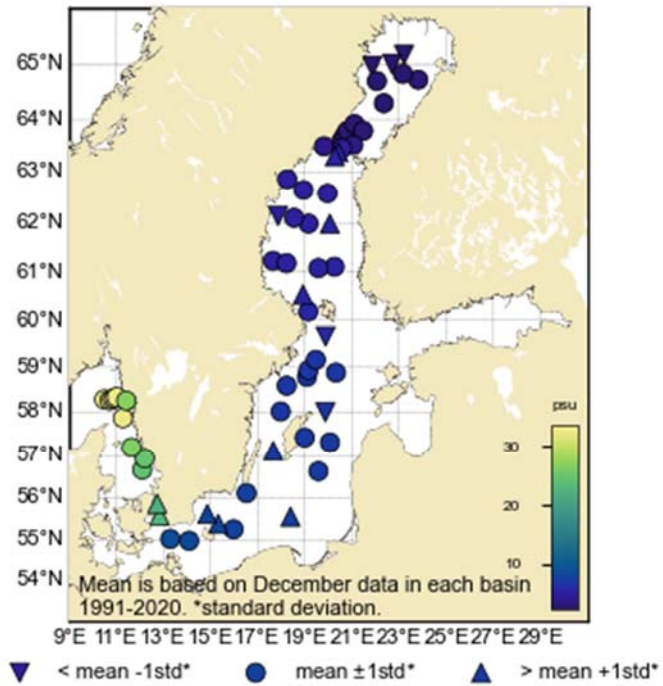 65°N
64°N
63°N
62°N
61°N
60°N
59°N
58°N
57°N
56°N
55°N
54°N
psu
30
20
10
Mean is based on December data in each basin
1991-2020. *standard deviation.
9°E 11°E 13°E 15°E 17°E 19°E 21°E 23°E 25°E 27°E 29°E
< mean -1std* mean ±1std* > mean +1std*